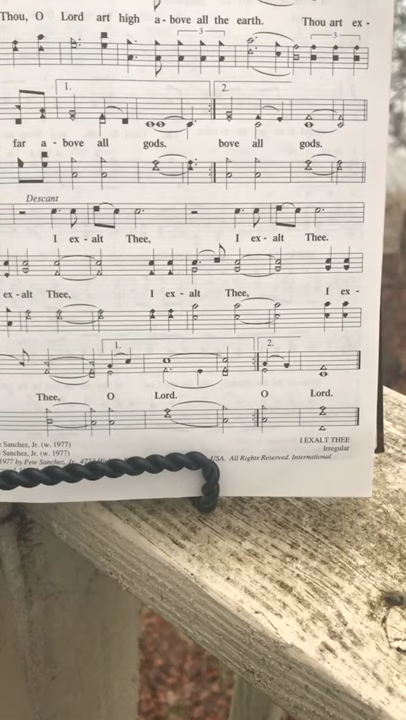 Thou, O Lord art high a - bove all the earth. Thou art ex -
3 3
1. 2.
far a - bove all gods. bove all gods.
Descant
I ex - alt Thee, I ex - alt Thee.
ex - alt Thee, I ex - alt Thee, I ex -
1. 2.
Thee, O Lord. O Lord.
Sanchez, Jr. (w. 1977) I EXALT THEE
Sanchez, Jr. (w. 1977) Irregular
1977 by Pete Sanchez, Jr. USA. All Rights Reserved. International